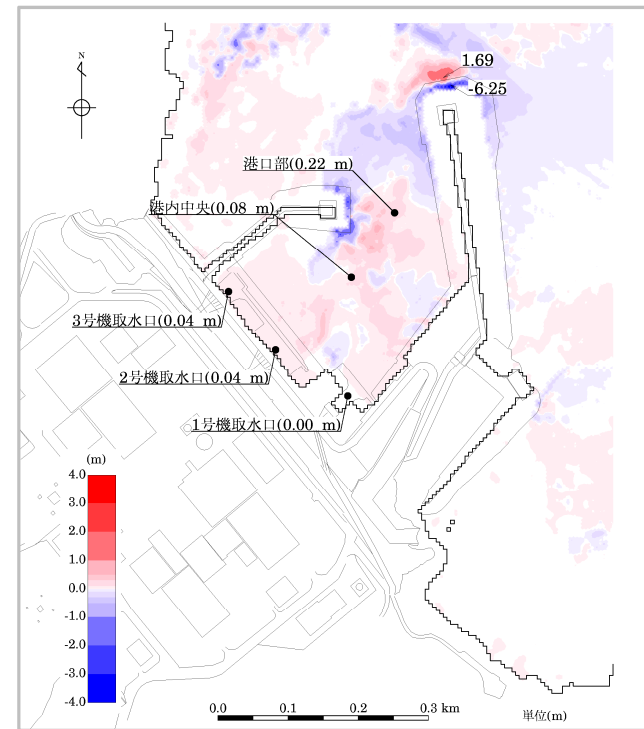 1.69
-6.25
N
港口部(0.22 m)
港内中央(0.08 m)
3号機取水口(0.04 m)
2号機取水口(0.04 m)
1号機取水口(0.00 m)
(m)
4.0
3.0
2.0
1.0
0.0
-1.0
-2.0
-3.0
-4.0
0.0 0.1 0.2 0.3 km
単位(m)